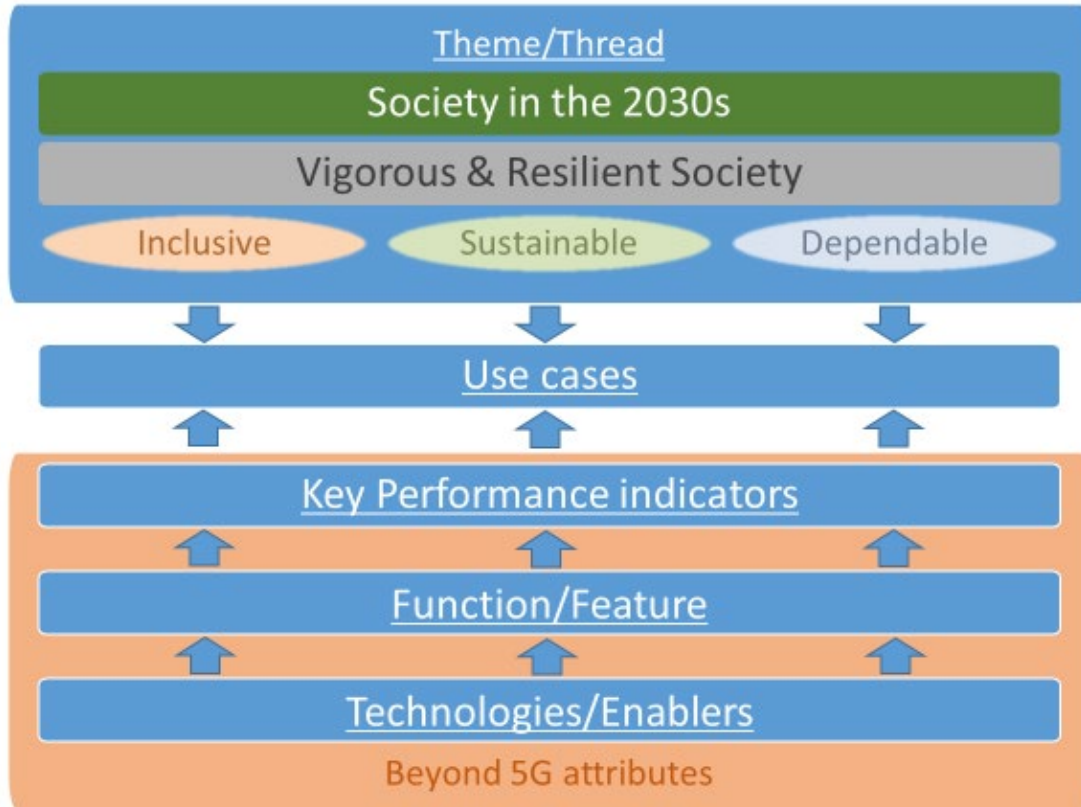 Theme/Thread
Society in the 2030s
Vigorous & Resilient Society
Inclusive
Sustainable
Dependable
Use cases
Key Performance indicators
Function/Feature
Technologies/Enablers
Beyond 5G attributes